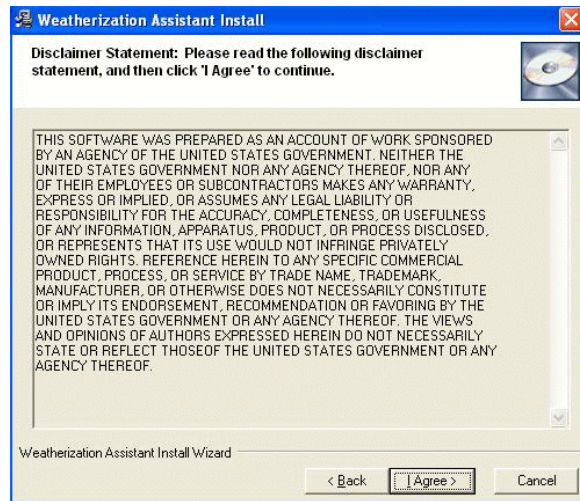 Weatherization Assistant Install
Disclaimer Statement: Please read the following disclaimer
statement, and then click 'I Agree' to continue.
THIS SOFTWARE WAS PREPARED AS AN ACCOUNT OF WORK SPONSORED
BY AN AGENCY OF THE UNITED STATES GOVERNMENT. NEITHER THE
UNITED STATES GOVERNMENT NOR ANY AGENCY THEREOF, NOR ANY
OF THEIR EMPLOYEES OR SUBCONTRACTORS MAKES ANY WARRANTY,
EXPRESS OR IMPLIED, OR ASSUMES ANY LEGAL LIABILITY OR
RESPONSIBILITY FOR THE ACCURACY, COMPLETENESS, OR USEFULNESS
OF ANY INFORMATION, APPARATUS, PRODUCT, OR PROCESS DISCLOSED,
OR REPRESENTS THAT ITS USE WOULD NOT INFRINGE PRIVATELY
OWNED RIGHTS. REFERENCE HEREIN TO ANY SPECIFIC COMMERCIAL
PRODUCT, PROCESS, OR SERVICE BY TRADE NAME, TRADEMARK,
MANUFACTURER, OR OTHERWISE DOES NOT NECESSARILY CONSTITUTE
OR IMPLY ITS ENDORSEMENT, RECOMMENDATION OR FAVORING BY THE
UNITED STATES GOVERNMENT OR ANY AGENCY THEREOF. THE VIEWS
AND OPINIONS OF AUTHORS EXPRESSED HEREIN DO NOT NECESSARILY
STATE OR REFLECT THOSEOF THE UNITED STATES GOVERNMENT OR ANY
AGENCY THEREOF.
Weatherization Assistant Install Wizard
< Back I Agree > Cancel